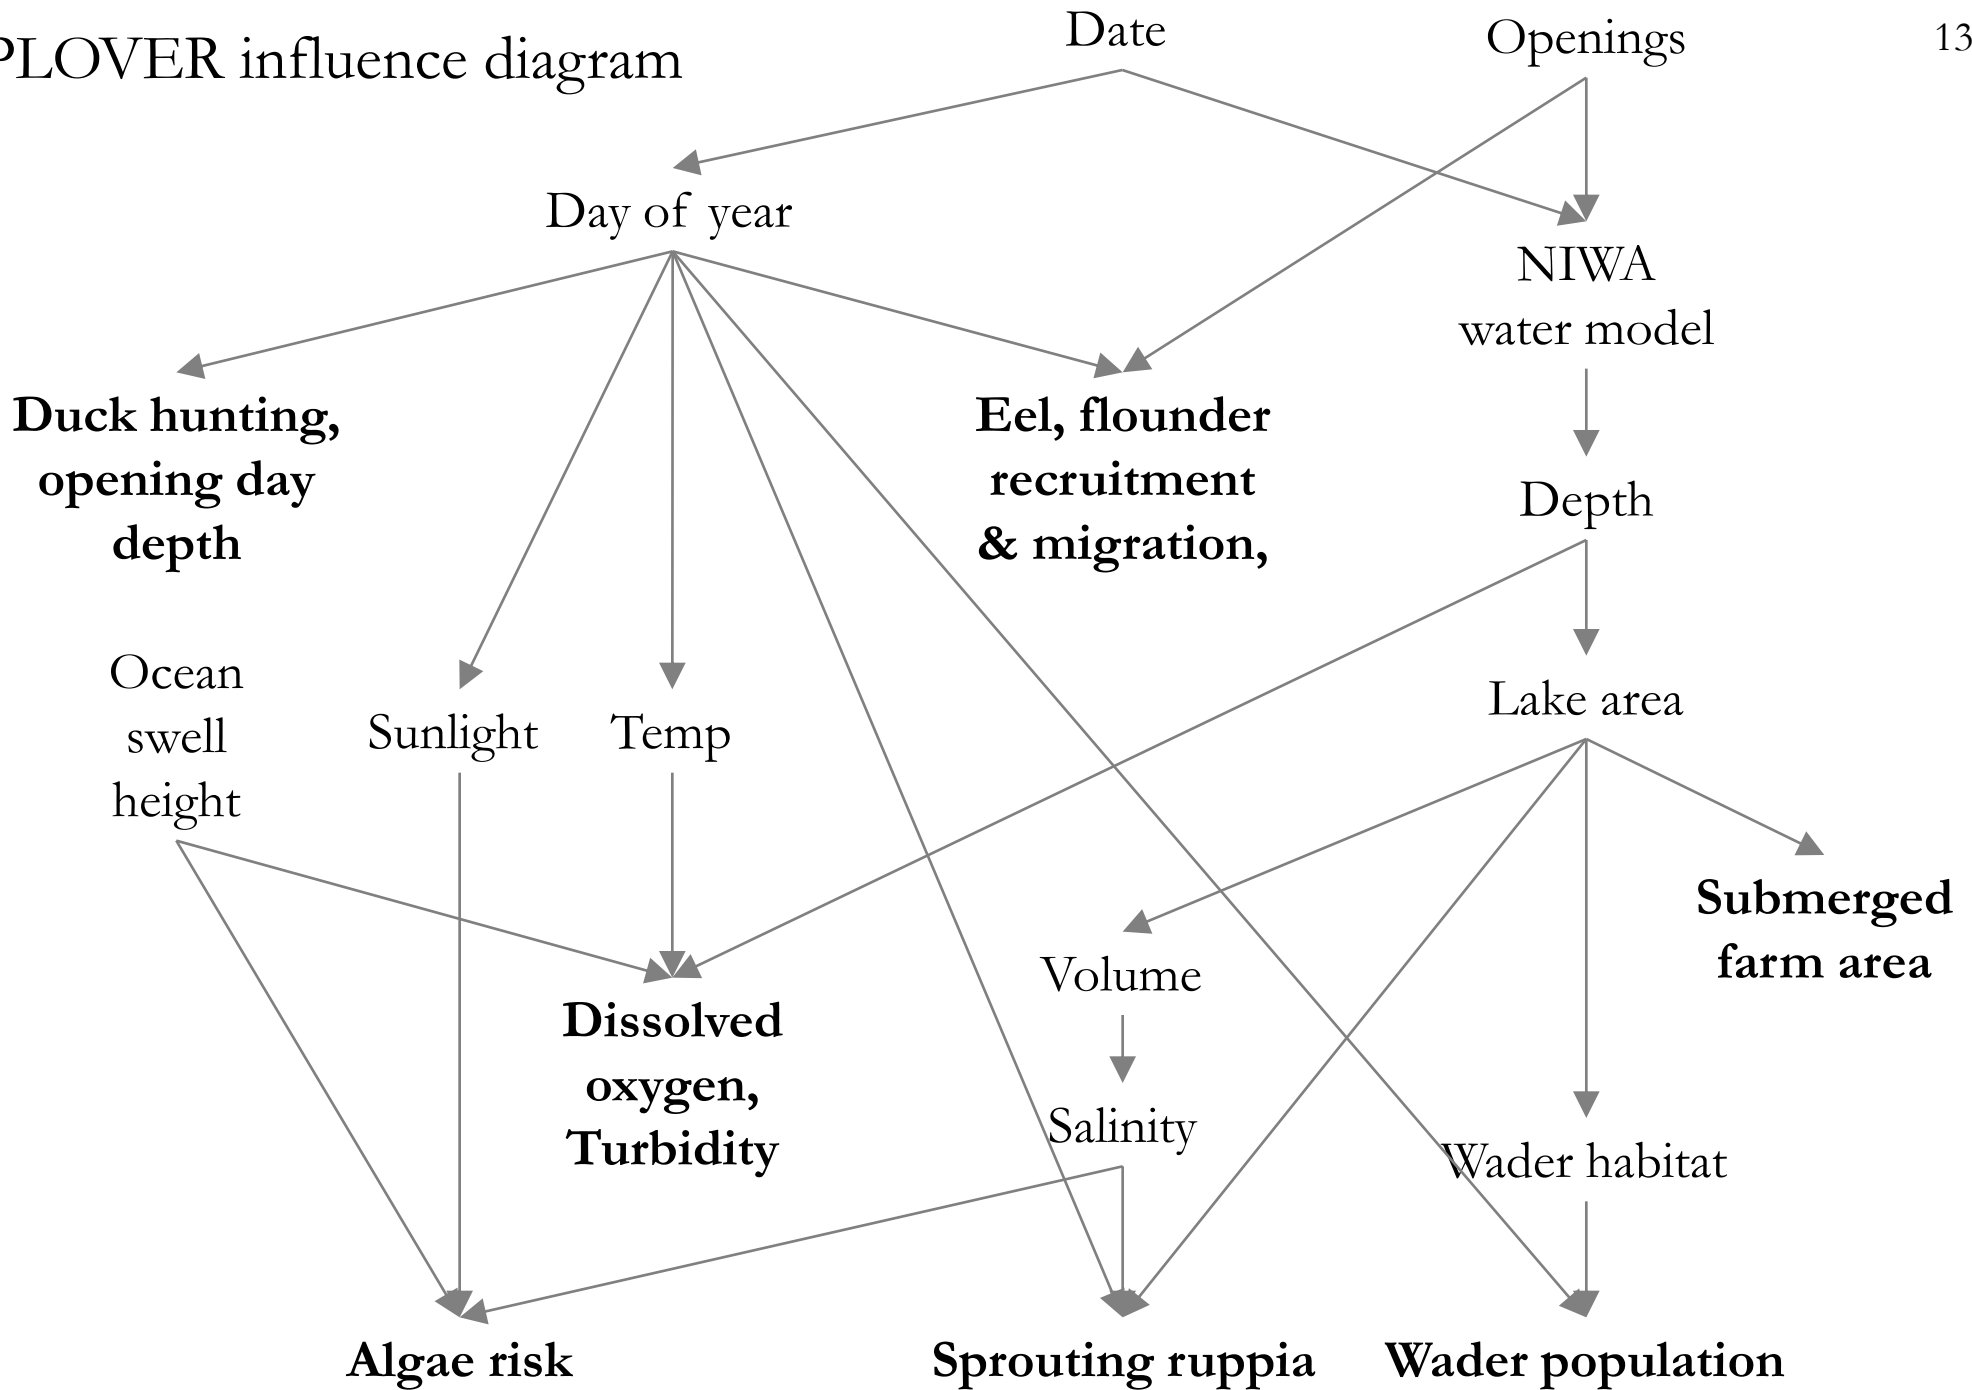 PLOVER influence diagram
Date
Openings
13
Day of year
NIWA
water model
Duck hunting,
opening day
depth
Eel, flounder
recruitment
& migration,
Depth
Ocean
swell
height
Sunlight
Temp
Lake area
Submerged
farm area
Volume
Dissolved
oxygen,
Turbidity
Salinity
Wader habitat
Algae risk
Sprouting ruppia
Wader population